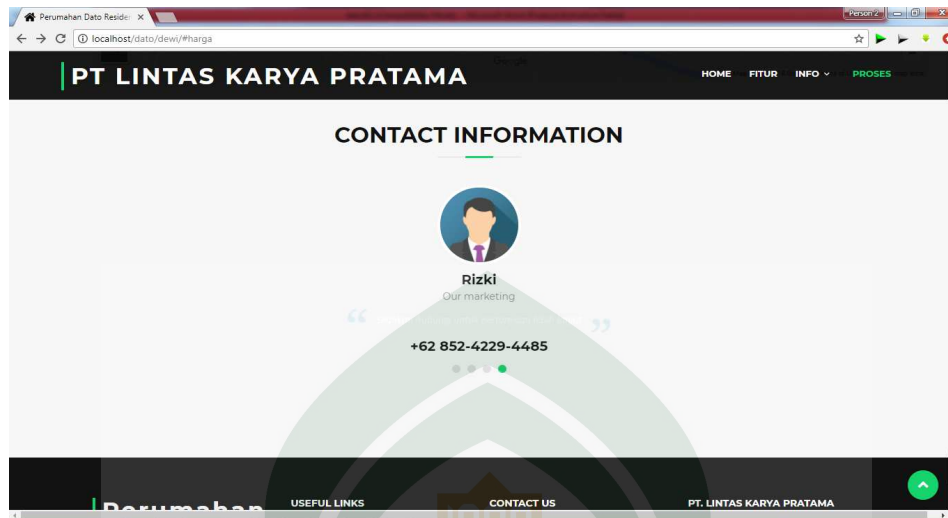 Perumahan Dato Residen
Person 2
localhost/dato/dewi/#harga
PT LINTAS KARYA PRATAMA
HOME FITUR INFO PROSES
CONTACT INFORMATION
Rizki
Our marketing
“ ”
+62 852-4229-4485
Perumahan
USEFUL LINKS
CONTACT US
PT. LINTAS KARYA PRATAMA